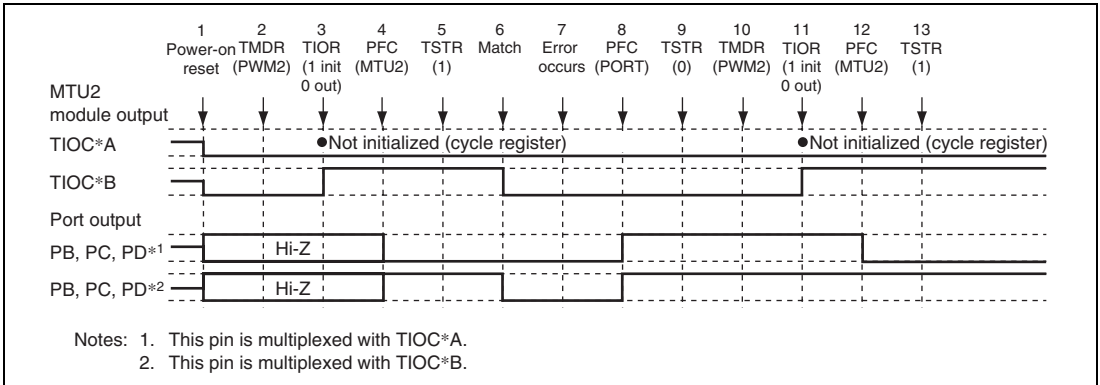 1 2 3 4 5 6 7 8 9 10 11 12 13
Power-on TMDR TIOR PFC TSTR Match Error PFC TSTR TMDR TIOR PFC TSTR
reset (PWM2) (1 init (MTU2) (1) occurs (PORT) (0) (PWM2) (1 init (MTU2) (1)
0 out) 0 out)
MTU2
module output
TIOC*A ●Not initialized (cycle register) ●Not initialized (cycle register)
TIOC*B
Port output
PB, PC, PD*1 Hi-Z
PB, PC, PD*2 Hi-Z
Notes: 1. This pin is multiplexed with TIOC*A.
2. This pin is multiplexed with TIOC*B.